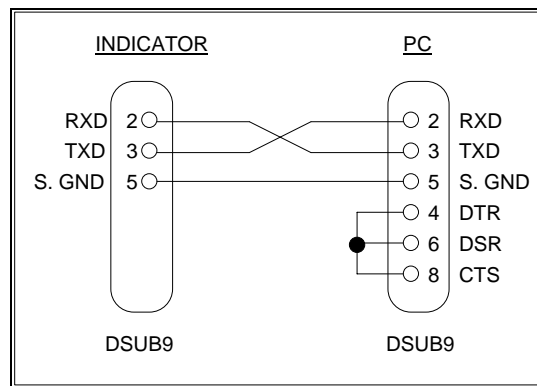 INDICATOR PC
RXD 2 2 RXD
TXD 3 3 TXD
S. GND 5 5 S. GND
4 DTR
6 DSR
8 CTS
DSUB9 DSUB9